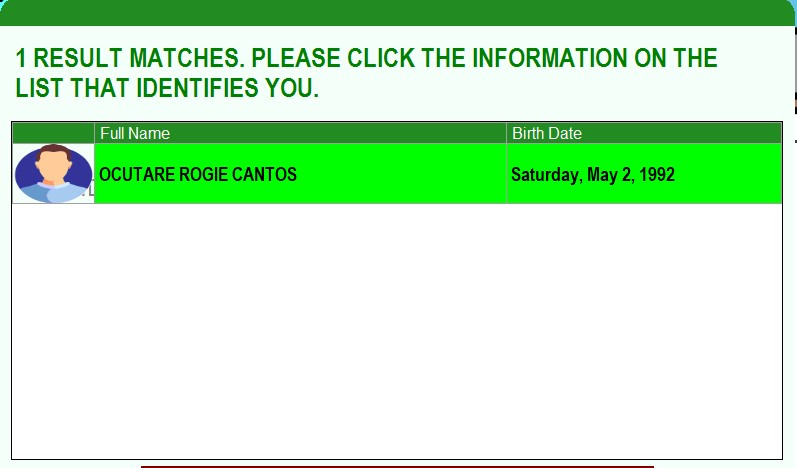 1 RESULT MATCHES. PLEASE CLICK THE INFORMATION ON THE
LIST THAT IDENTIFIES YOU.
Full Name Birth Date
OCUTARE ROGIE CANTOS Saturday, May 2, 1992